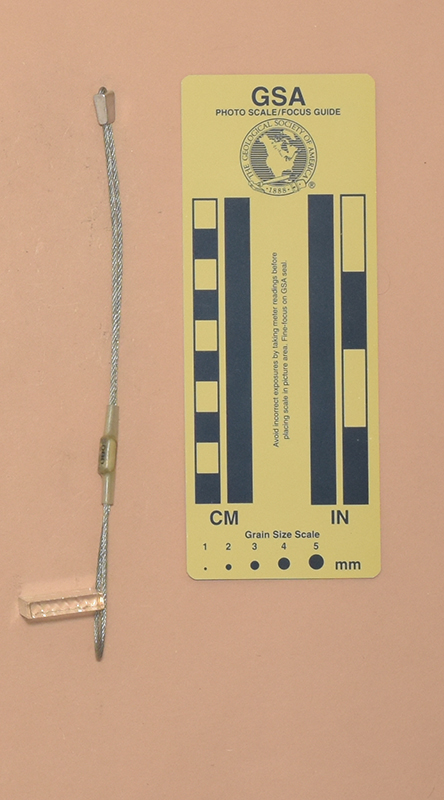 GSA
PHOTO SCALE/FOCUS GUIDE
THE GEOLOGICAL SOCIETY OF AMERICA
1888
®
Avoid incorrect exposures by taking meter readings before
placing scale in picture area. Fine-focus on GSA seal.
CM
IN
Grain Size Scale
1 2 3 4 5
mm